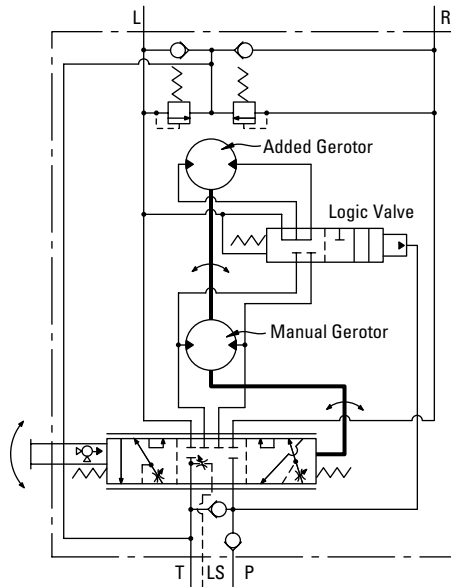 L R
Added Gerotor
Logic Valve
Manual Gerotor
T LS P